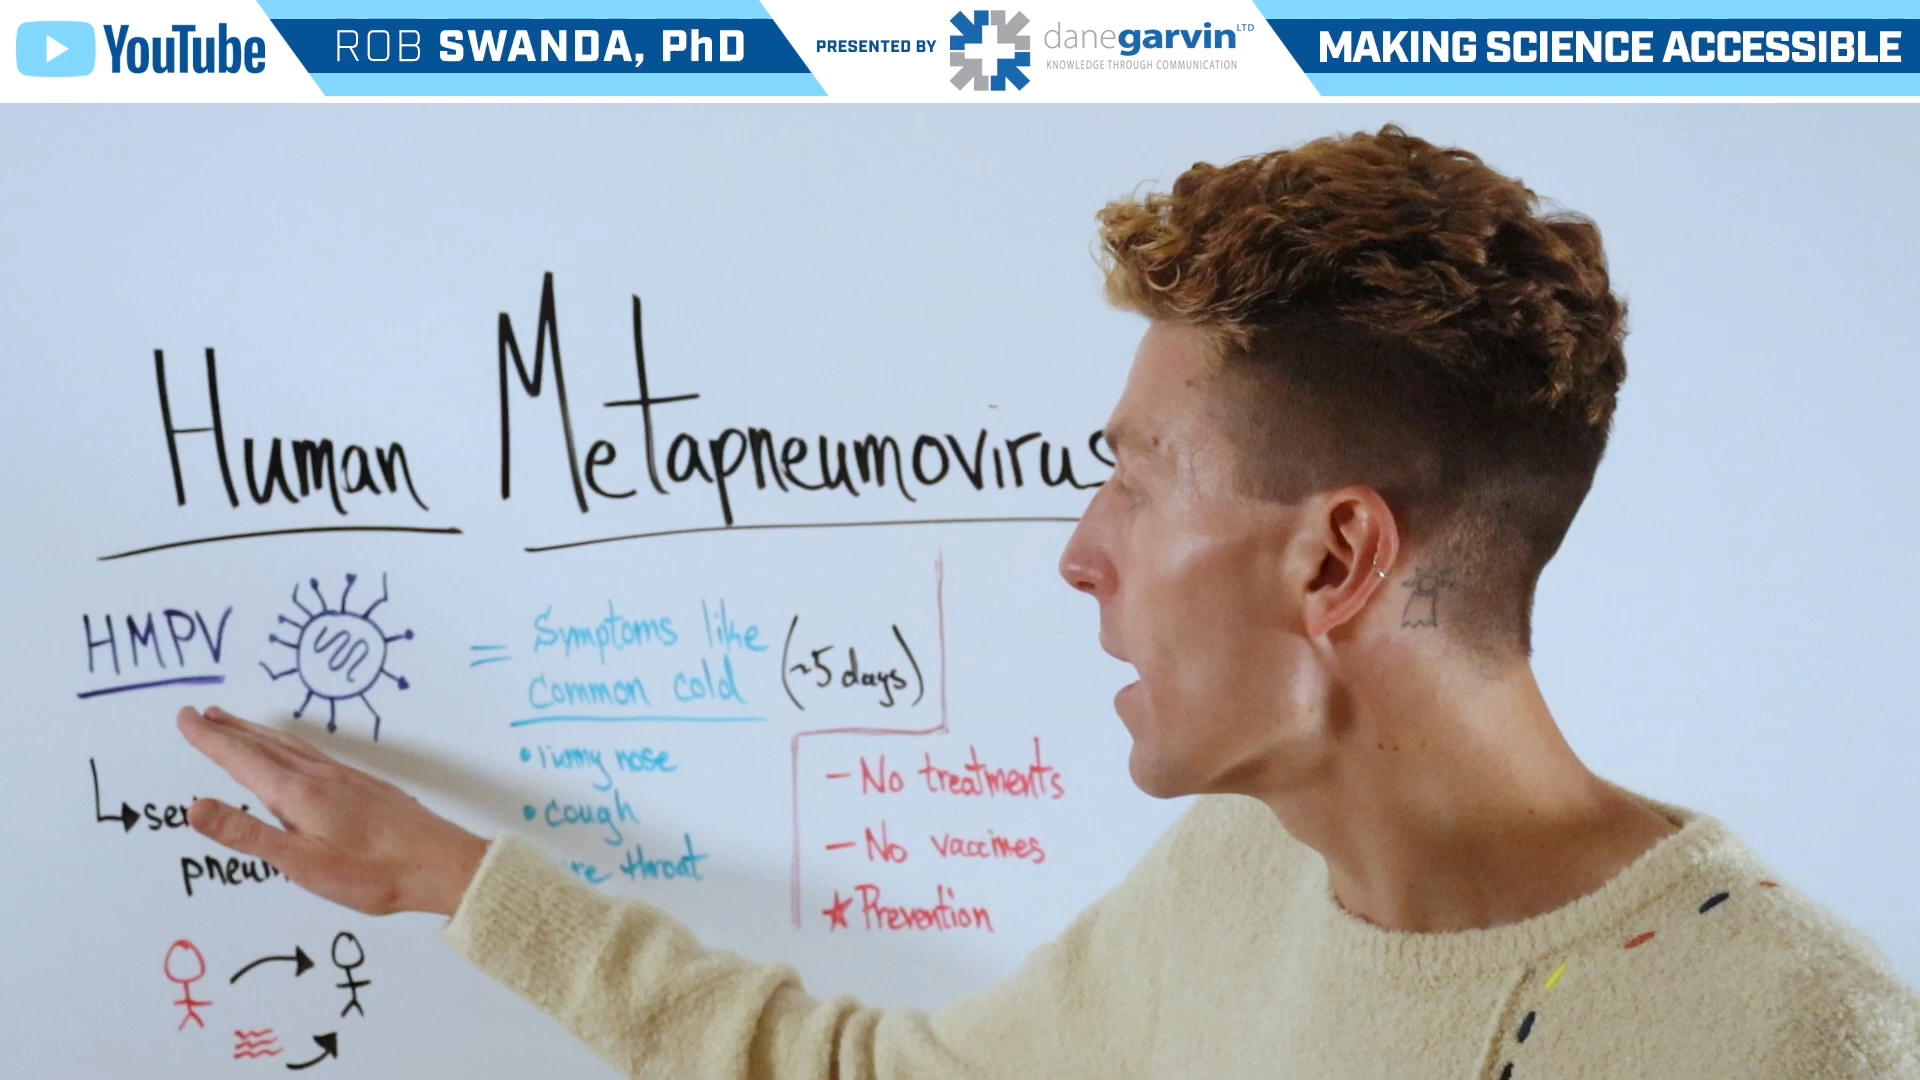 YouTube
ROB SWANDA, PhD
PRESENTED BY
danegarvin LTD
KNOWLEDGE THROUGH COMMUNICATION
MAKING SCIENCE ACCESSIBLE
Human Metapneumovirus
HMPV
= Symptoms like
common cold
(~5 days)
nose
• cough
throat
- No treatments
- No vaccines
★ Prevention